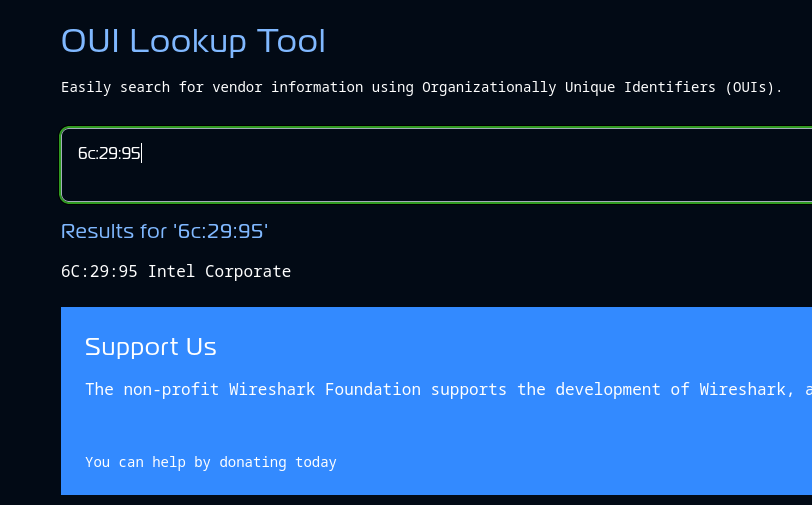 OUI Lookup Tool
Easily search for vendor information using Organizationally Unique Identifiers (OUIs).
6c:29:95
Results for '6c:29:95'
6C:29:95 Intel Corporate
Support Us
The non-profit Wireshark Foundation supports the development of Wireshark,
You can help by donating today